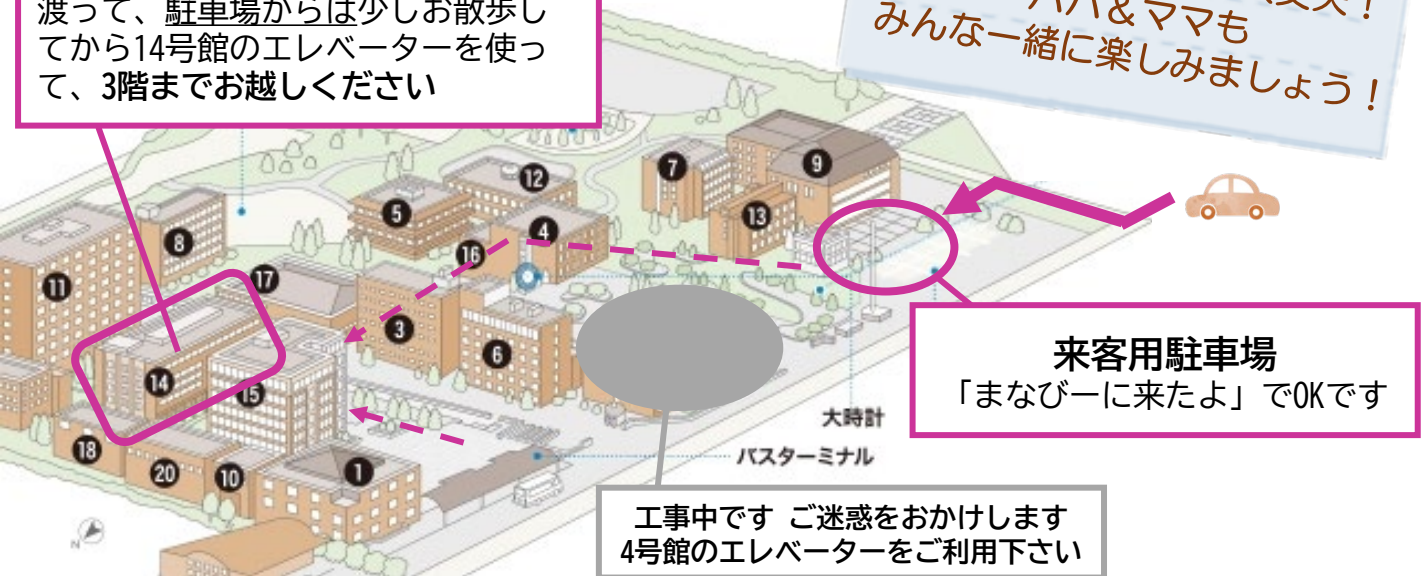 渡って、駐車場からは少しお散歩し
てから14号館のエレベーターを使っ
て、3階までお越しください
パパ&ママも
みんな一緒に楽しみましょう!
7
9
12
5
13
4
8
16
17
11
3
6
14
15
来客用駐車場
「まなびーに来たよ」でOKです
大時計
バスターミナル
18
20
10
1
工事中です ご迷惑をおかけします
4号館のエレベーターをご利用下さい
N